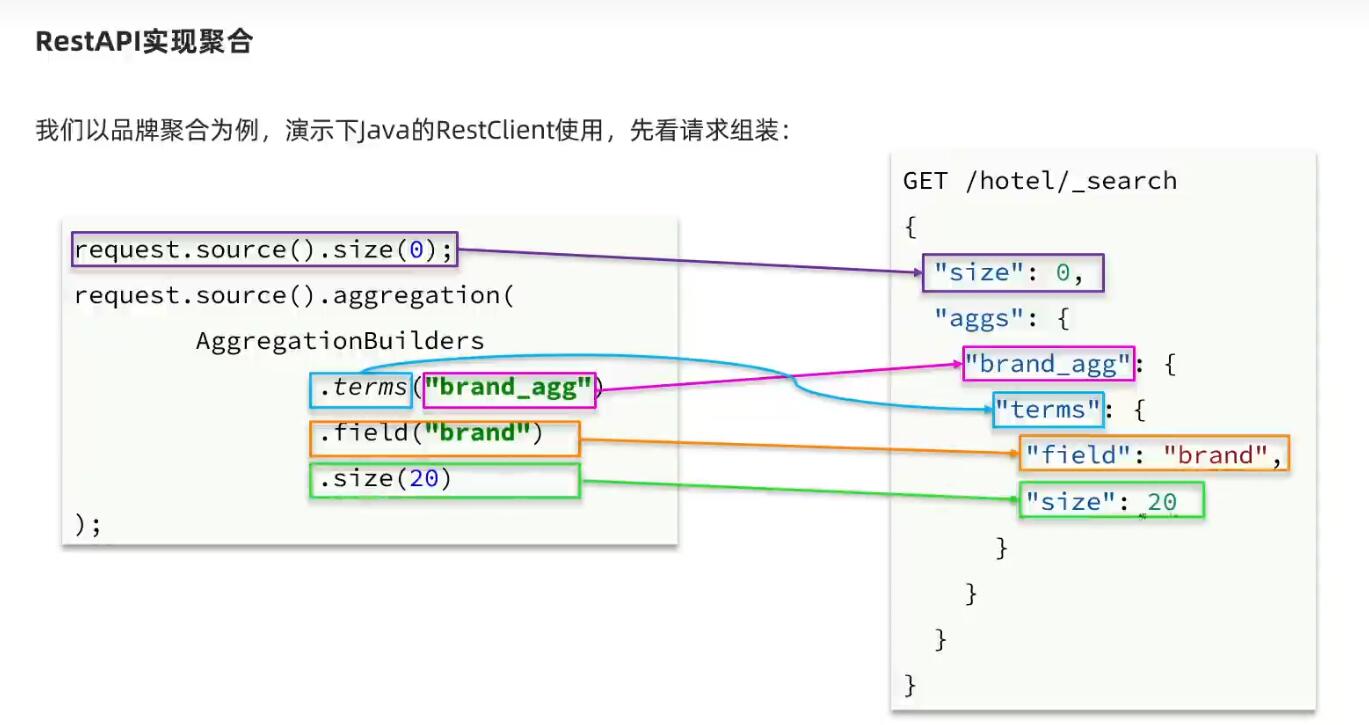 RestAPI实现聚合
我们以品牌聚合为例，演示下Java的RestClient使用，先看请求组装：
request.source().size(0);
request.source().aggregation(
AggregationBuilders
.terms("brand_agg")
.field("brand")
.size(20)
);
GET /hotel/_search
{
"size": 0,
"aggs": {
"brand_agg": {
"terms": {
"field": "brand",
"size": 20
}
}
}
}